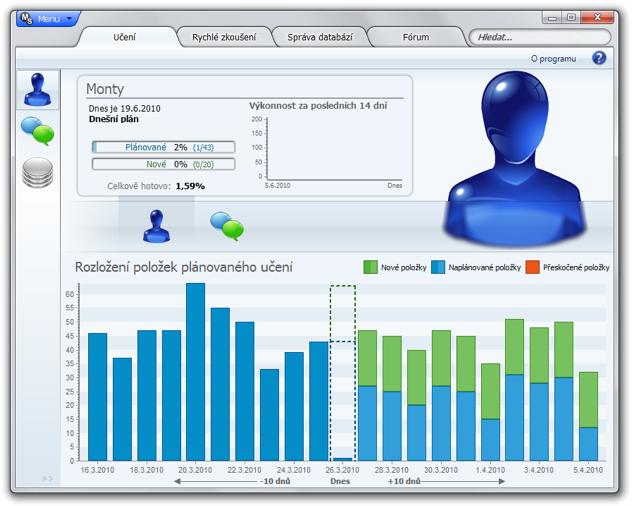 MS Menu
Učení
Rychlé zkoušení
Správa databází
Fórum
Hledat...
O programu
?
Monty
Dnes je 19.6.2010
Dnešní plán
Plánované 2% (1/43)
Nové 0% (0/20)
Celkově hotovo: 1,59%
Výkonnost za posledních 14 dní
200
150
100
50
0
5.6.2010 Dnes
Rozložení položek plánovaného učení
Nové položky Naplánované položky Přeskočené položky
60
55
50
45
40
35
30
25
20
15
10
5
0
16.3.2010 18.3.2010 20.3.2010 22.3.2010 24.3.2010 26.3.2010 28.3.2010 30.3.2010 1.4.2010 3.4.2010 5.4.2010
-10 dnů Dnes +10 dnů
>>